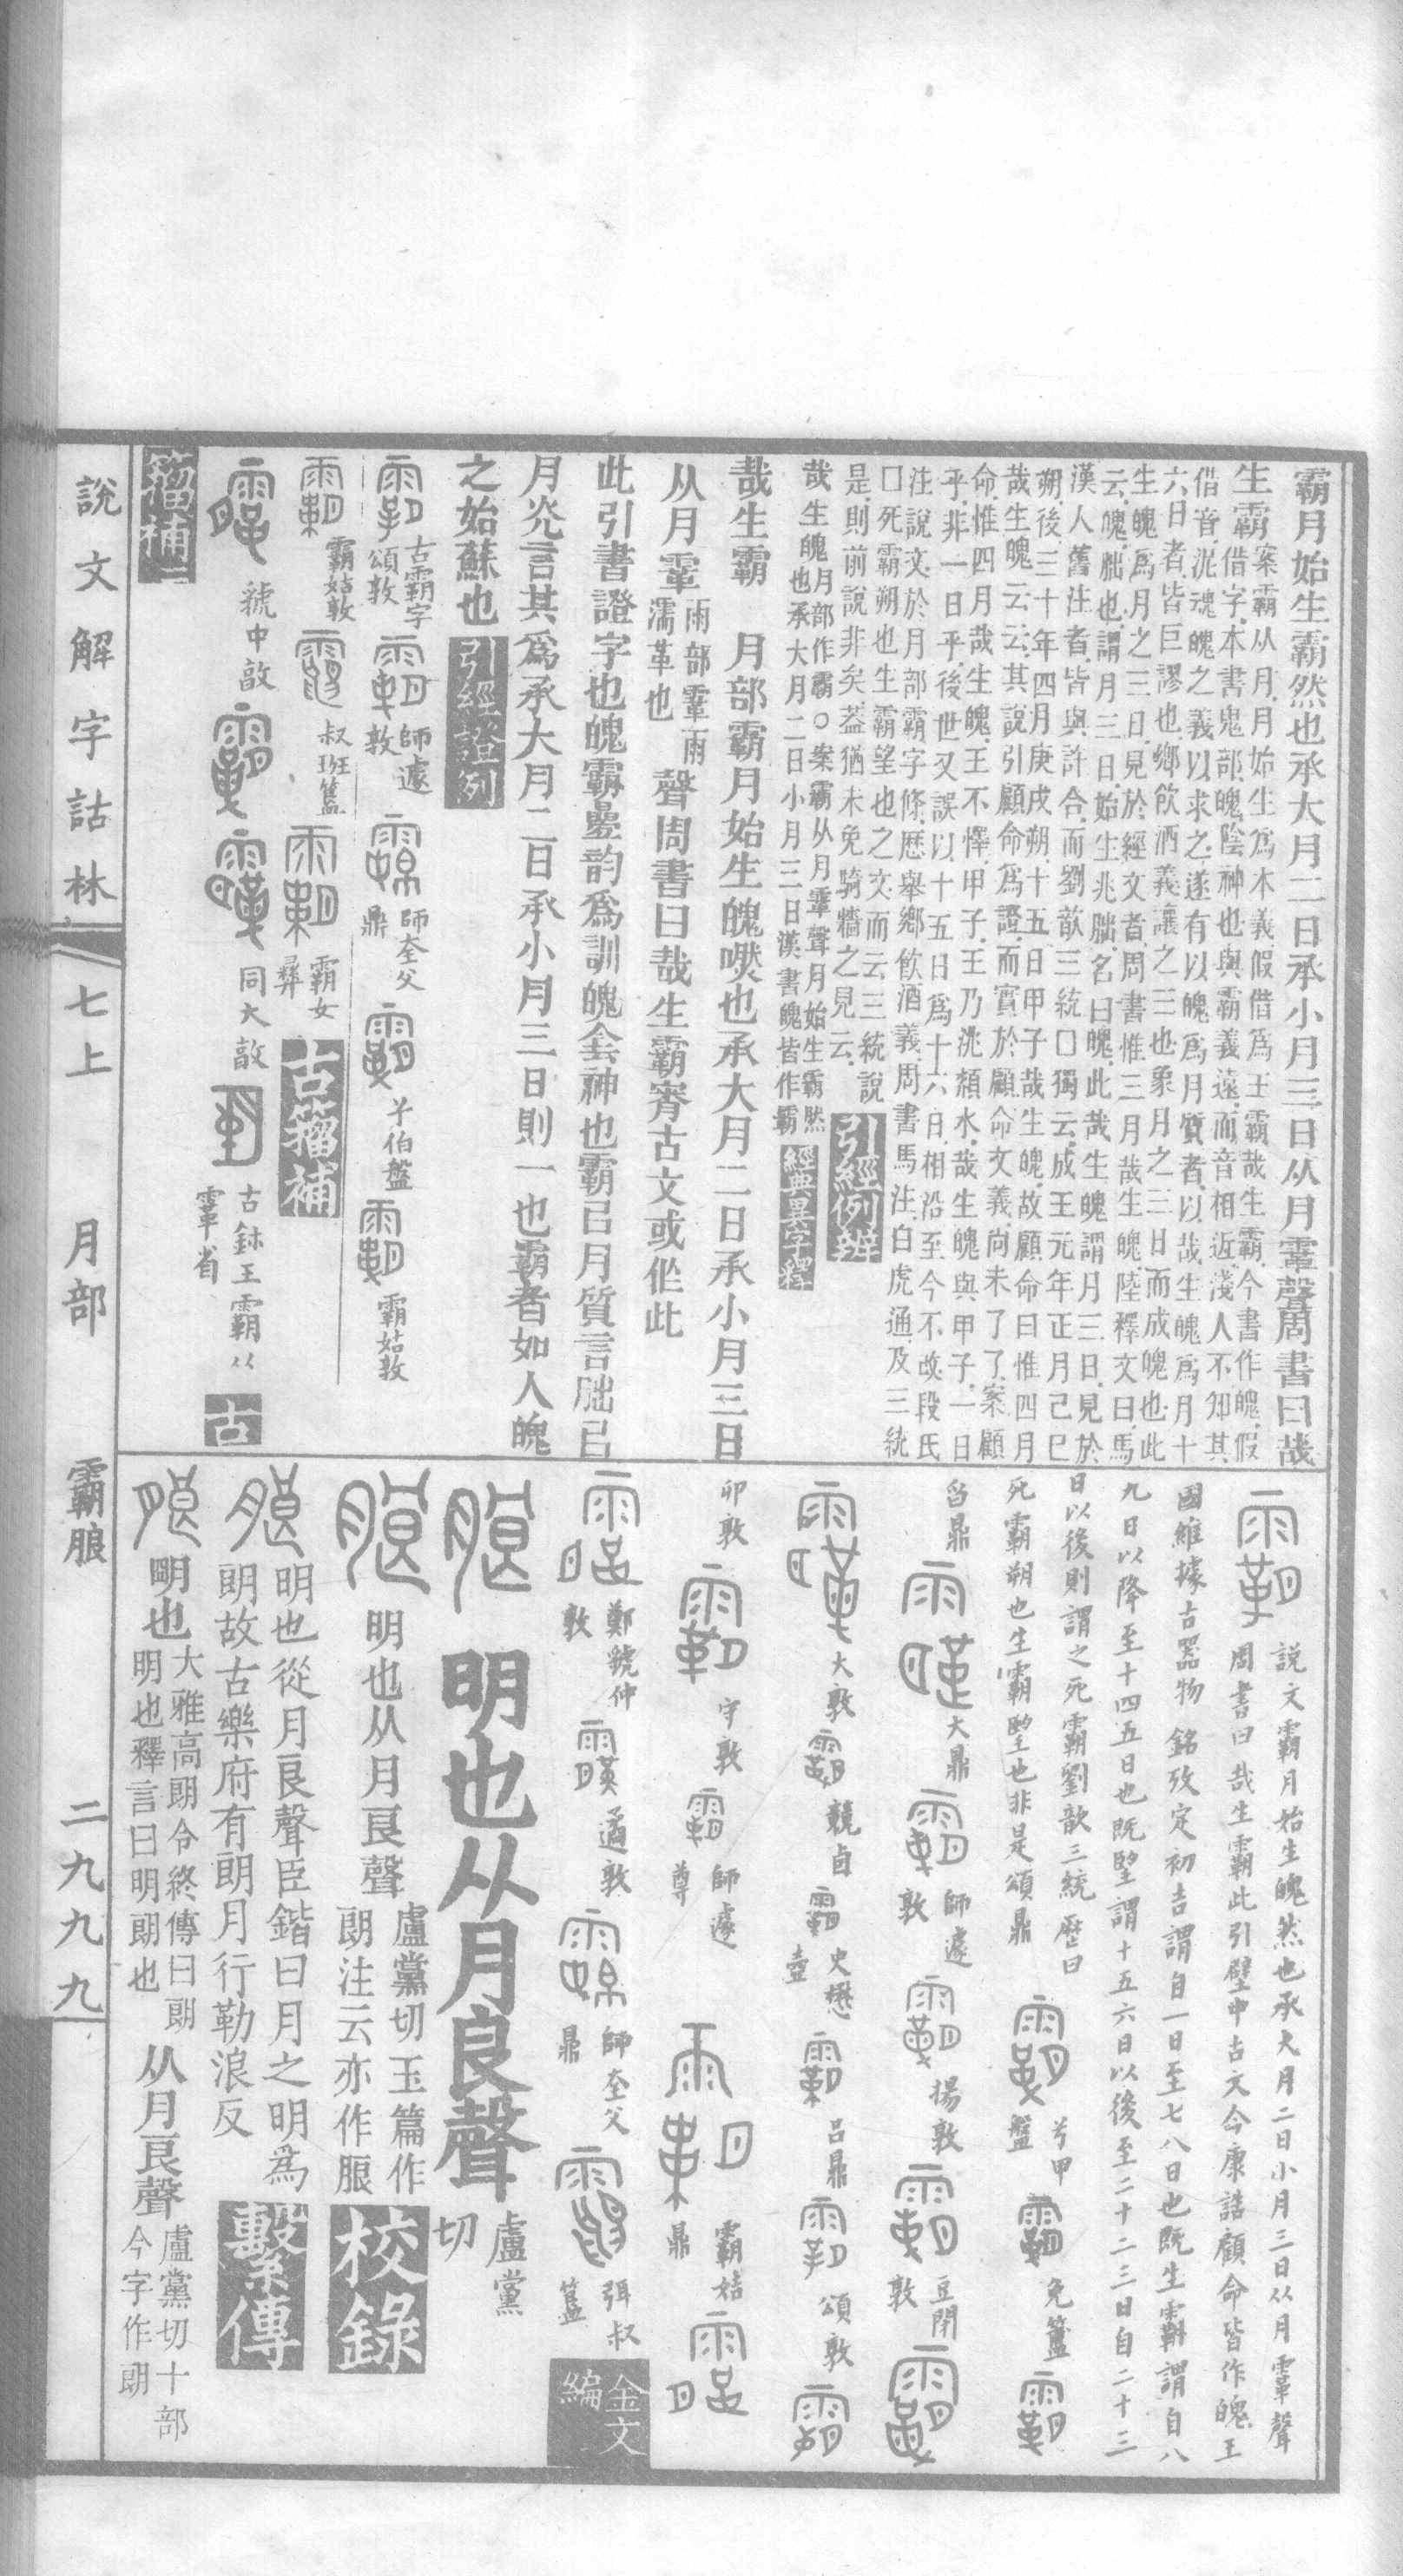 霸月始生霸然也承大月二日承小月三日从月䨣聲周書曰哉
生霸案霸从月月始生爲本義假借爲王霸哉生霸今書作魄假
借字本書鬼部魄陰神也與霸義遠而音相近淺人不知其
借音泥魂魄之義以求之遂有以魄爲月質者以哉生魄爲月十
六日者皆巨謬也鄉飲酒義讓之三也象月之三日而成魄也此
生魄爲月之三日見於經文者周書惟三月哉生魄陸釋文曰馬
云魄朏也謂月三日始生兆朏名曰魄此哉生魄謂月三日見於
漢人舊注者皆與許合而劉歆三統口獨云成王元年正月己巳
朔後三十年四月庚戌朔十五日甲子哉生魄故顧命曰惟四月
哉生魄云云其說引顧命爲證而實於顧命文義尚未了了案顧
命惟四月哉生魄王不懌甲子王乃洮頮水哉生魄與甲子一日
乎非一日乎後世又誤以十五日爲十六日相沿至今不改段氏
注說文於月部霸字條歷舉鄉飲酒義周書馬注白虎通及三統
口死霸朔也生霸望也之文而云三統說
是則前說非矣葢猶未免騎牆之見云
引經例辨
哉生魄月部作霸○案霸从月䨣聲月始生霸然
也承大月二日小月三日漢書魄皆作霸
經典異字釋
哉生霸 月部霸月始生魄㷟也承大月二日承小月三日
从月䨣雨部䨣雨濡革也聲周書曰哉生霸㝬古文或㑅此
此引書證字也魄霸曡韵爲訓魄侌神也霸㠯月質言朏㠯
月灮言其爲承大月二日承小月三日則一也霸者如人魄
之始蘇也
引經證例
古霸字
頌敦
師遽
敦
師奎父
鼎
兮伯盤
霸姑敦
霸姑敦
叔班簠
霸女
彝
古籀補
虢中敔
同大敔
古鉥王霸从
䨣省
古
籀補
說文霸月始生魄然也承大月二日小月三日从月䨣聲
周書曰哉生霸此引壁中古文今康誥顧命皆作魄王
國維據古器物銘攷定初吉謂自一日至七八日也既生霸謂自八
九日以降至十四五日也既望謂十五六日以後至二十二三日自二十三
日以後則謂之死霸劉歆三統歷曰
死霸朔也生霸望也非是頌鼎
兮甲
盤
免簠
曶鼎
大鼎
師遽
敦
揚敦
豆閉
敦
大敦
競卣
史懋
壺
呂鼎
頌敦
卯敦
守敦
師遽
尊
霸姞
鼎
鄭虢仲
敦
遹敦
師奎父
鼎
弭叔
簠
金文
編
明也从月良聲盧黨切
明也从月良聲盧黨切玉篇作
朗注云亦作朖
校錄
明也從月良聲臣鍇曰月之明爲
朗故古樂府有朗月行勒浪反
繫傳
朙也大雅高朗令終傳曰朗
明也釋言曰明朗也从月良聲盧黨切十部
今字作朗
說文解字詁林 七上 月部 霸朖 二九九九